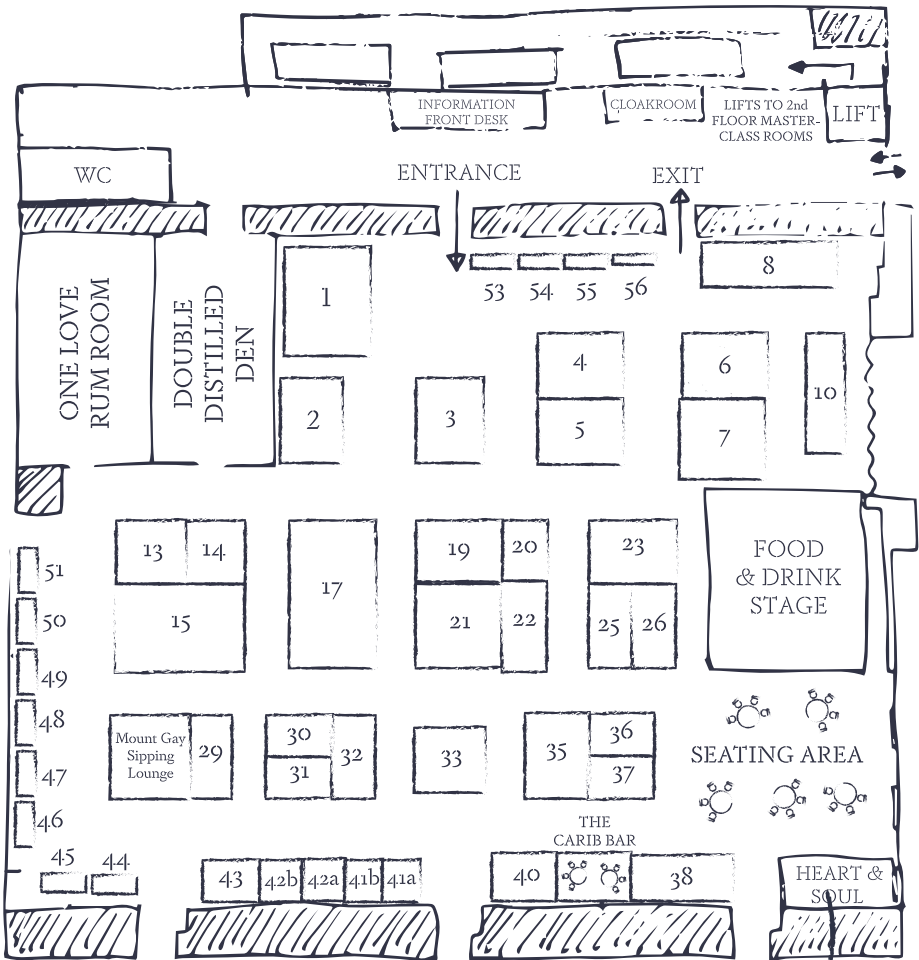 INFORMATION
FRONT DESK
CLOAKROOM
LIFTS TO 2nd
FLOOR MASTER-
CLASS ROOMS
LIFT
WC
ENTRANCE
EXIT
ONE LOVE
RUM ROOM
DOUBLE
DISTILLED
DEN
1
53
54
55
56
8
2
3
4
5
6
7
10
13
14
15
17
19
20
21
22
23
25
26
FOOD
& DRINK
STAGE
51
50
49
48
47
46
45
44
Mount Gay
Sipping
Lounge
29
30
31
32
33
35
36
37
SEATING AREA
THE
CARIB BAR
43
42b
42a
41b
41a
40
38
HEART &
SOUL